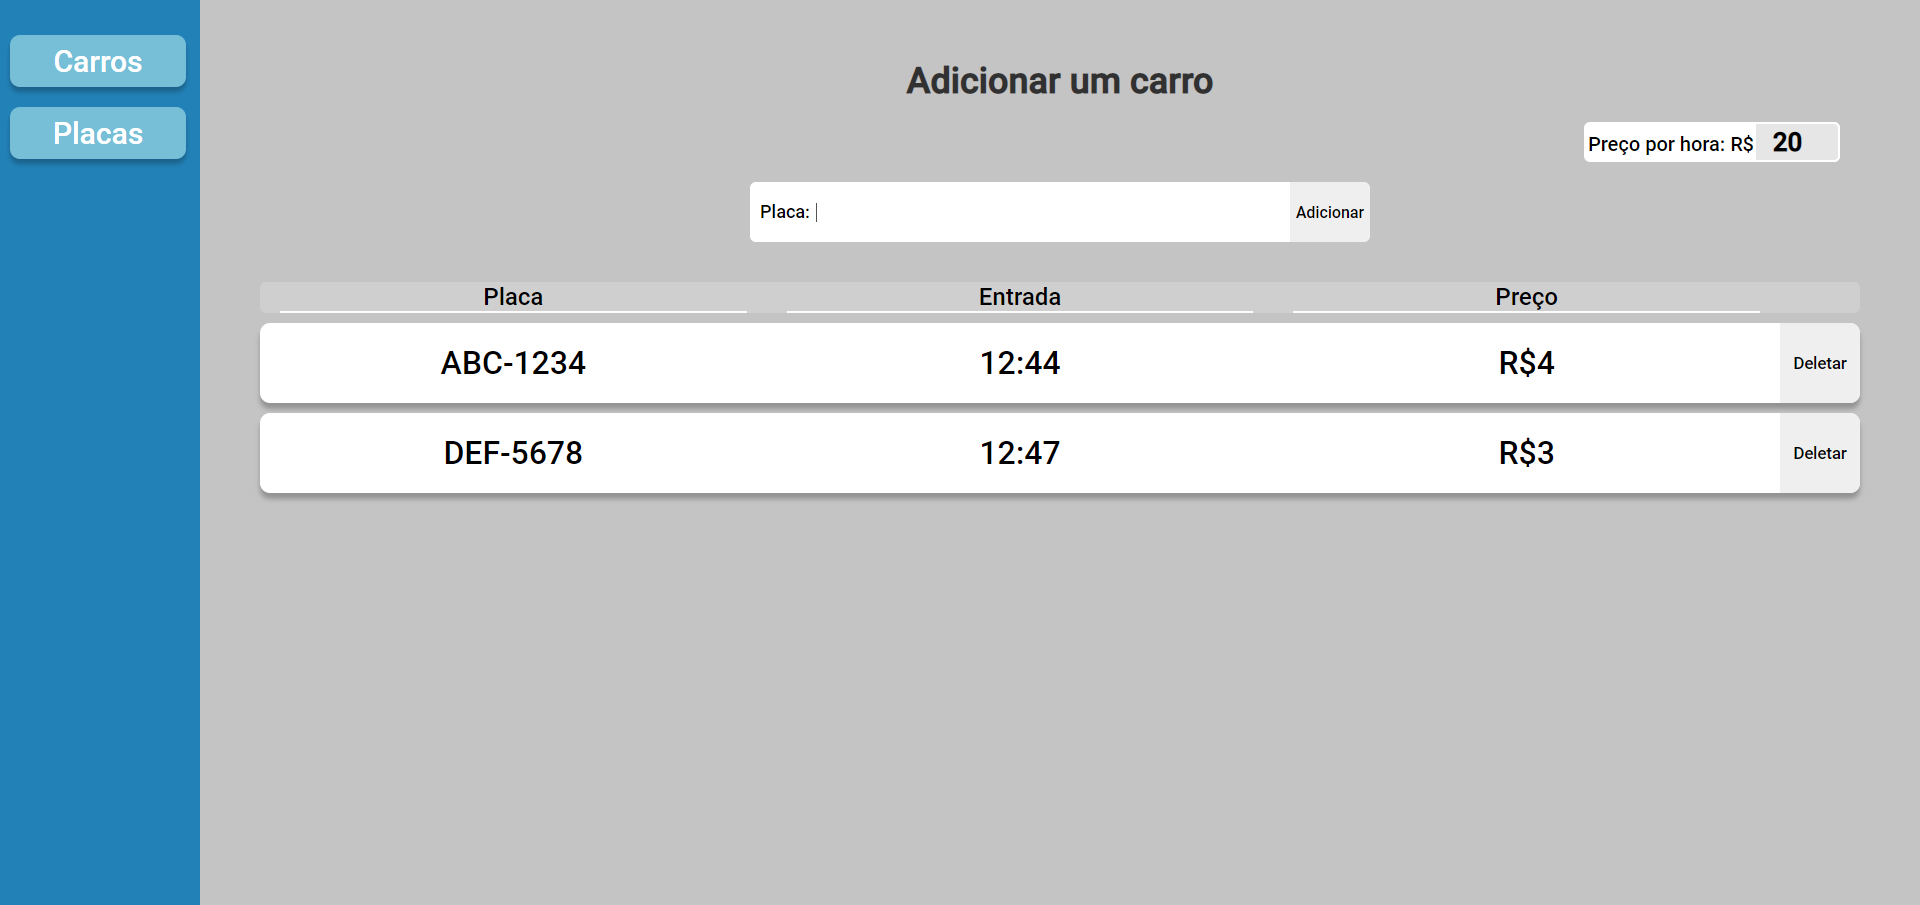 Carros
Placas
Adicionar um carro
Preço por hora: R$ 20
Placa:
Adicionar
Placa Entrada Preço
ABC-1234 12:44 R$4 Deletar
DEF-5678 12:47 R$3 Deletar